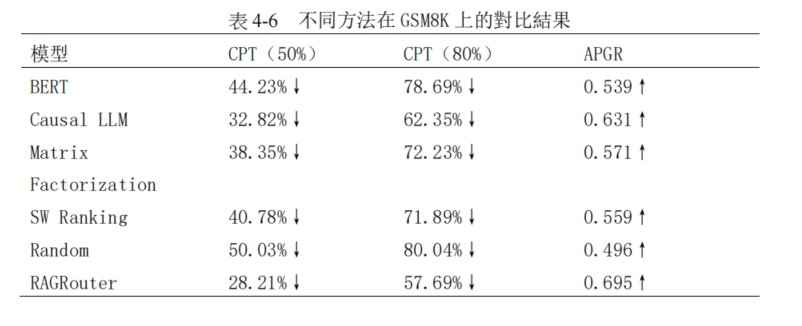 表 4-6 不同方法在 GSM8K 上的對比結果
模型 CPT（50%） CPT（80%） APGR
BERT 44.23%↓ 78.69%↓ 0.539↑
Causal LLM 32.82%↓ 62.35%↓ 0.631↑
Matrix 38.35%↓ 72.23%↓ 0.571↑
Factorization
SW Ranking 40.78%↓ 71.89%↓ 0.559↑
Random 50.03%↓ 80.04%↓ 0.496↑
RAGRouter 28.21%↓ 57.69%↓ 0.695↑